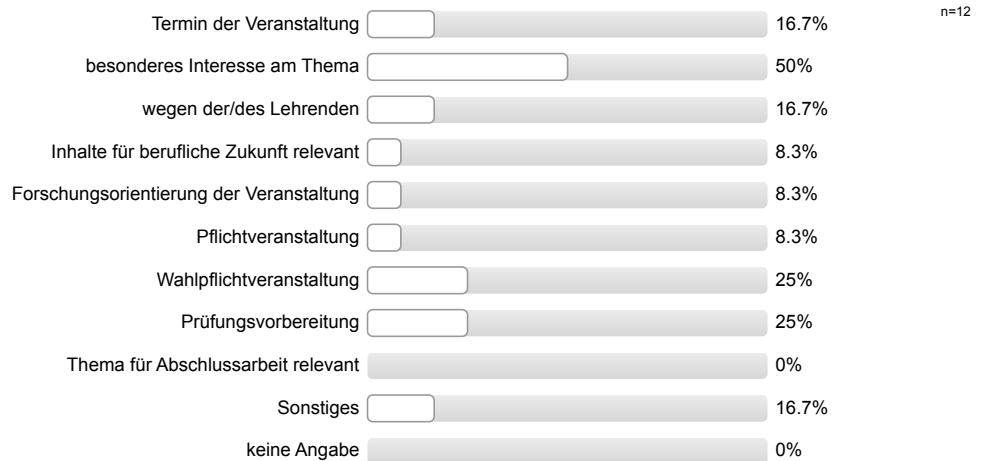 n=12
Termin der Veranstaltung 16.7%
besonderes Interesse am Thema 50%
wegen der/des Lehrenden 16.7%
Inhalte für berufliche Zukunft relevant 8.3%
Forschungsorientierung der Veranstaltung 8.3%
Pflichtveranstaltung 8.3%
Wahlpflichtveranstaltung 25%
Prüfungsvorbereitung 25%
Thema für Abschlussarbeit relevant 0%
Sonstiges 16.7%
keine Angabe 0%